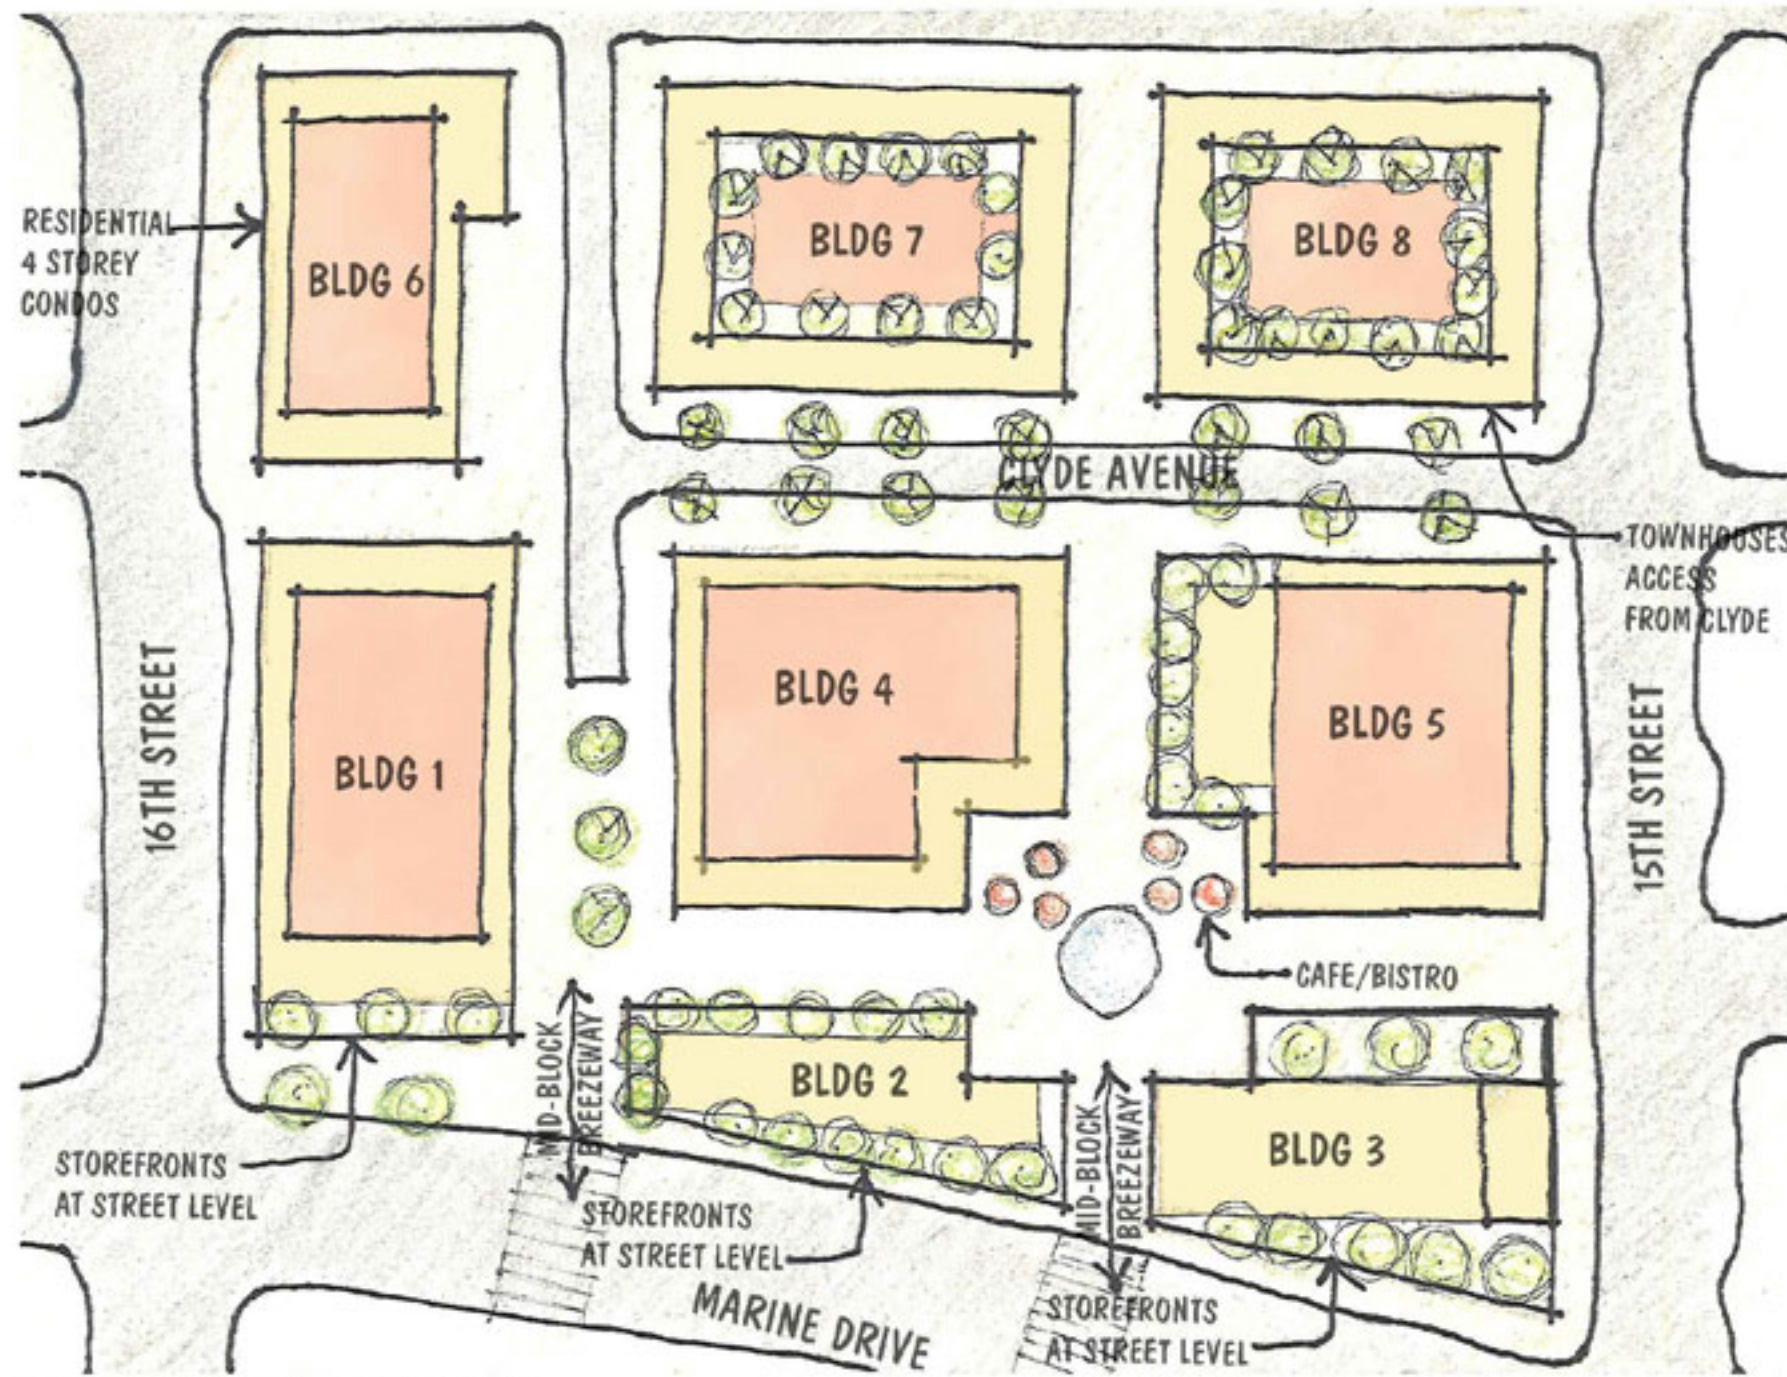 RESIDENTIAL
4 STOREY
CONDOS
BLDG 6
BLDG 7
BLDG 8
CLYDE AVENUE
TOWNHOUSES
ACCESS
FROM CLYDE
16TH STREET
BLDG 1
BLDG 4
BLDG 5
15TH STREET
CAFE/BISTRO
MID-BLOCK
BREEZEWAY
BLDG 2
MID-BLOCK
BREEZEWAY
BLDG 3
STOREFRONTS
AT STREET LEVEL
STOREFRONTS
AT STREET LEVEL
MARINE DRIVE
STOREFRONTS
AT STREET LEVEL